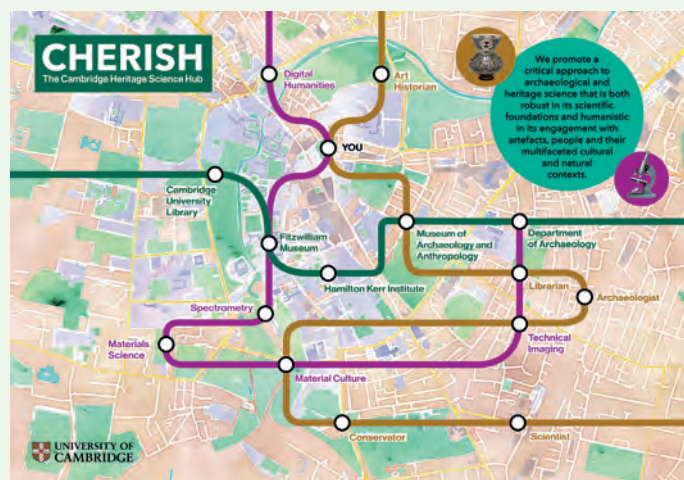 CHERISH
The Cambridge Heritage Science Hub
Digital
Humanities
Art
Historian
We promote a
critical approach to
archaeological and
heritage science that is both
robust in its scientific
foundations and humanistic
in its engagement with
artefacts, people and their
multifaceted cultural
and natural
contexts.
YOU
Cambridge
University
Library
Fitzwilliam
Museum
Museum of
Archaeology and
Anthropology
Department
of Archaeology
Hamilton Kerr Institute
Librarian
Archaeologist
Spectrometry
Materials
Science
Technical
Imaging
Material Culture
Conservator
Scientist
UNIVERSITY OF
CAMBRIDGE